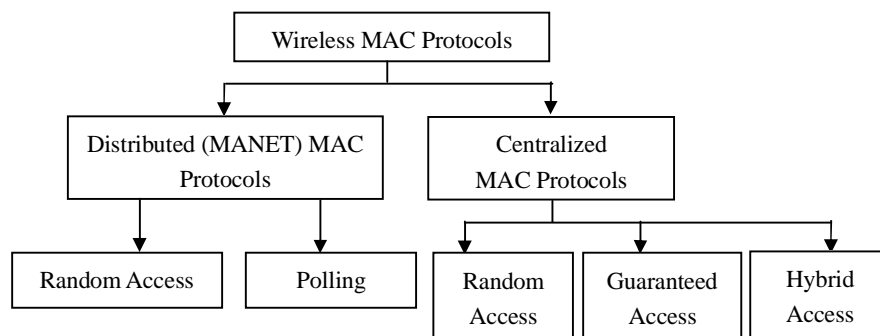 Wireless MAC Protocols
Distributed (MANET) MAC
Protocols
Centralized
MAC Protocols
Random Access
Polling
Random
Access
Guaranteed
Access
Hybrid
Access